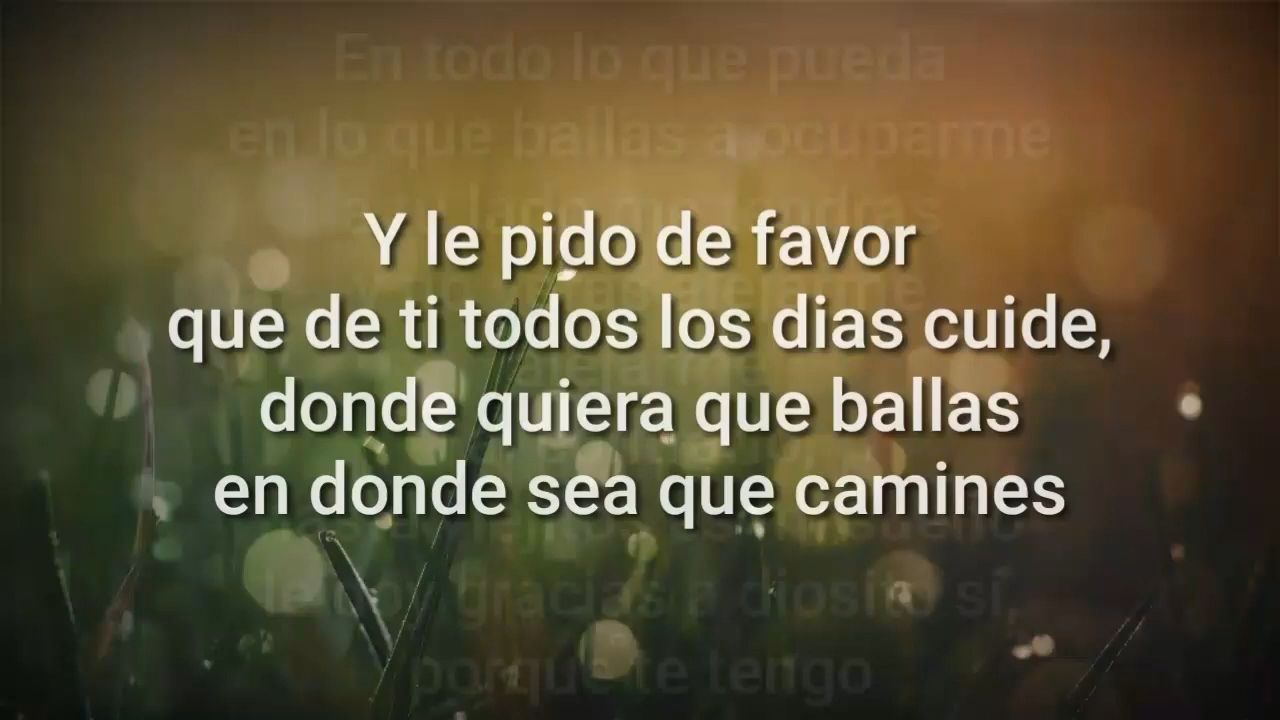 En todo lo que pueda
en lo que ballas a ocuparme
Y le pido de favor
que de ti todos los dias cuide,
donde quiera que ballas
en donde sea que camines
le doy gracias a diosito si,
porque te tengo